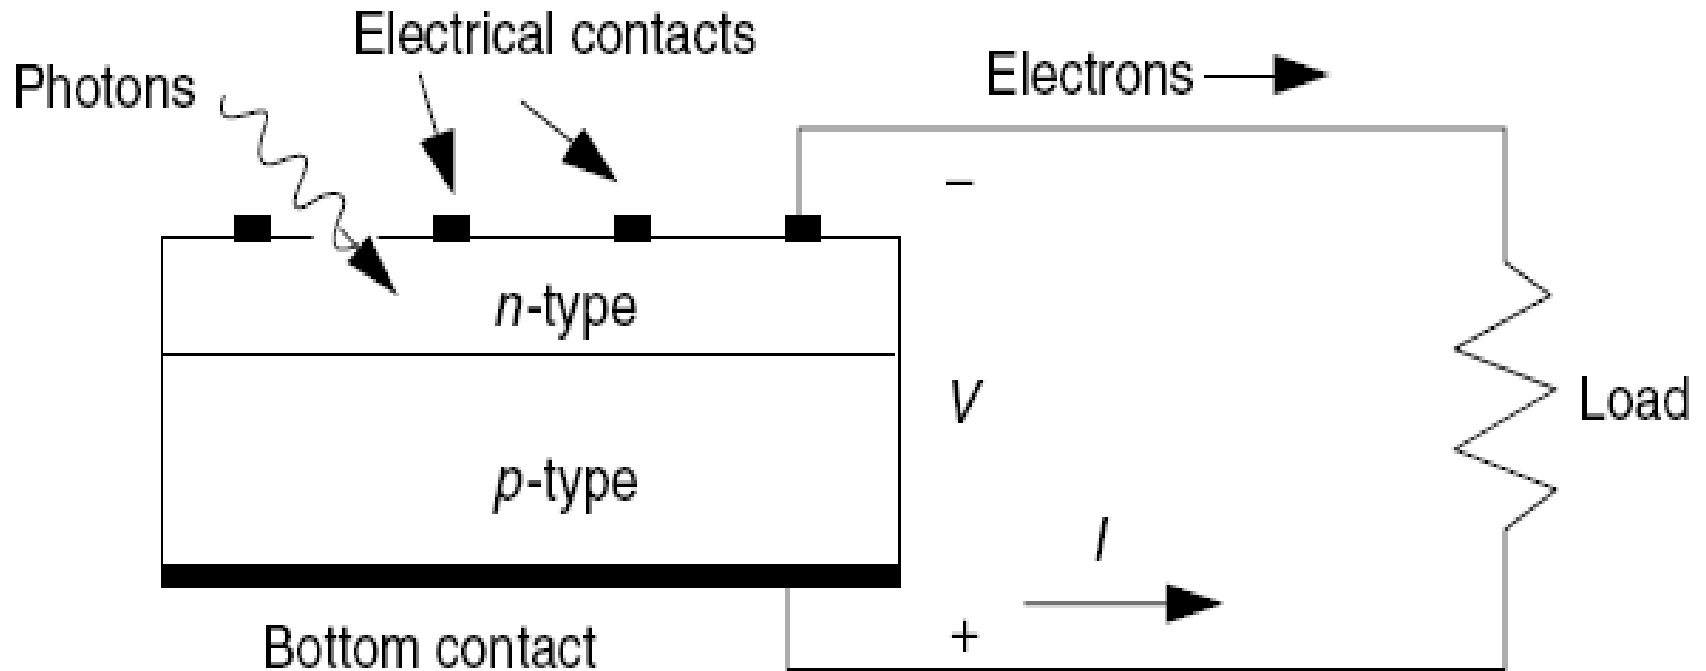 Electrical contacts
Photons
Electrons
–
n-type
V
Load
p-type
I
+
Bottom contact